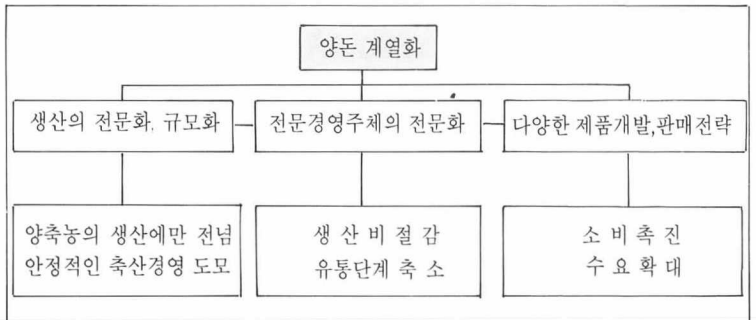 양돈 계열화
생산의 전문화, 규모화
전문경영주체의 전문화
다양한 제품개발,판매전략
양축농의 생산에만 전념
안정적인 축산경영 도모
생 산 비 절 감
유통단계 축 소
소 비 촉 진
수 요 확 대